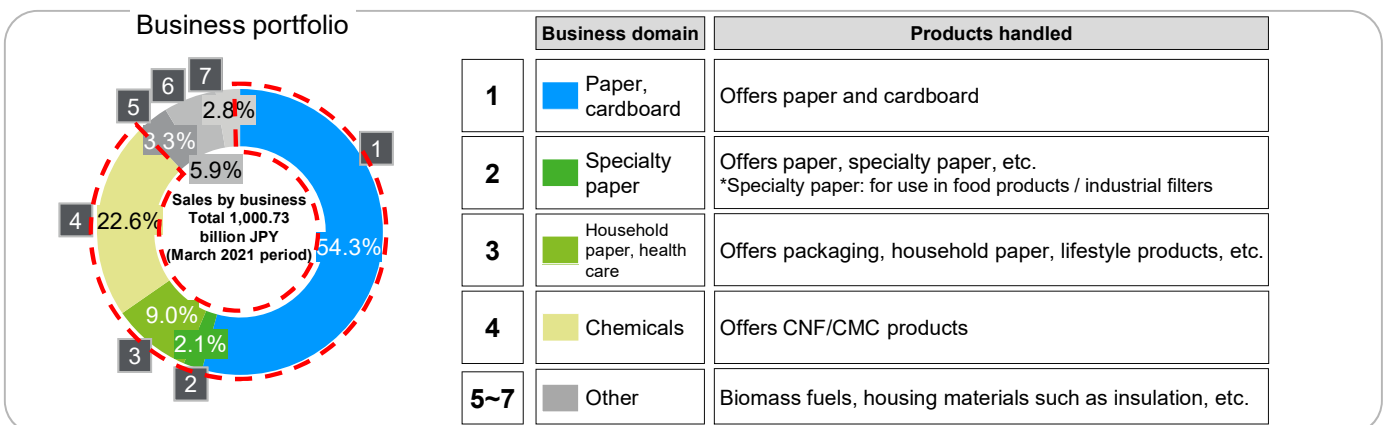 Business portfolio
7
6
5
2.8%
3.3%
5.9%
1
4
22.6%
Sales by business
Total 1,000.73
billion JPY
(March 2021 period)
54.3%
9.0%
2.1%
3
2
Business domain
Products handled
1
Paper,
cardboard
Offers paper and cardboard
2
Specialty
paper
Offers paper, specialty paper, etc.
*Specialty paper: for use in food products / industrial filters
3
Household
paper, health
care
Offers packaging, household paper, lifestyle products, etc.
4
Chemicals
Offers CNF/CMC products
5~7
Other
Biomass fuels, housing materials such as insulation, etc.